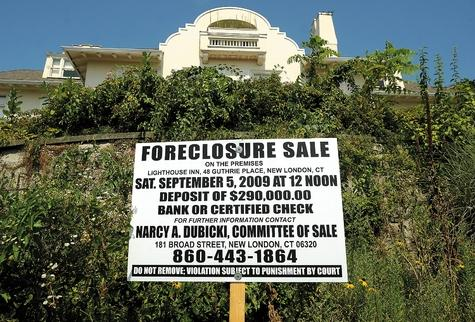 FORECLOSURE SALE
ON THE PREMISES
LIGHTHOUSE INN, 48 GUTHRIE PLACE, NEW LONDON, CT
SAT. SEPTEMBER 5, 2009 AT 12 NOON
DEPOSIT OF $290,000.00
BANK OR CERTIFIED CHECK
FOR FURTHER INFORMATION CONTACT
NARCY A. DUBICKI, COMMITTEE OF SALE
181 BROAD STREET, NEW LONDON, CT 06320
860-443-1864
DO NOT REMOVE; VIOLATION SUBJECT TO PUNISHMENT BY COURT